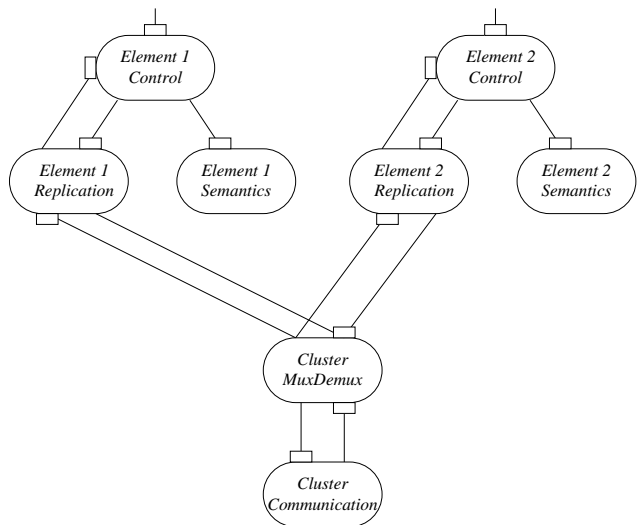 Element 1
Control
Element 2
Control
Element 1
Replication
Element 1
Semantics
Element 2
Replication
Element 2
Semantics
Cluster
MuxDemux
Cluster
Communication